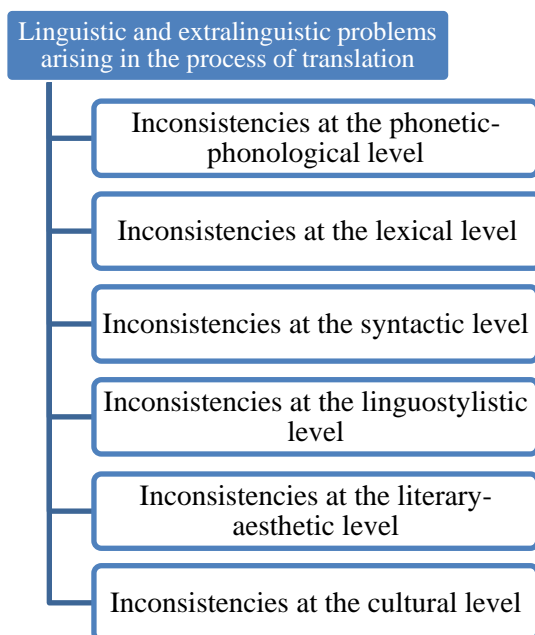 Linguistic and extralinguistic problems
arising in the process of translation
Inconsistencies at the phonetic-
phonological level
Inconsistencies at the lexical level
Inconsistencies at the syntactic level
Inconsistencies at the linguostylistic
level
Inconsistencies at the literary-
aesthetic level
Inconsistencies at the cultural level